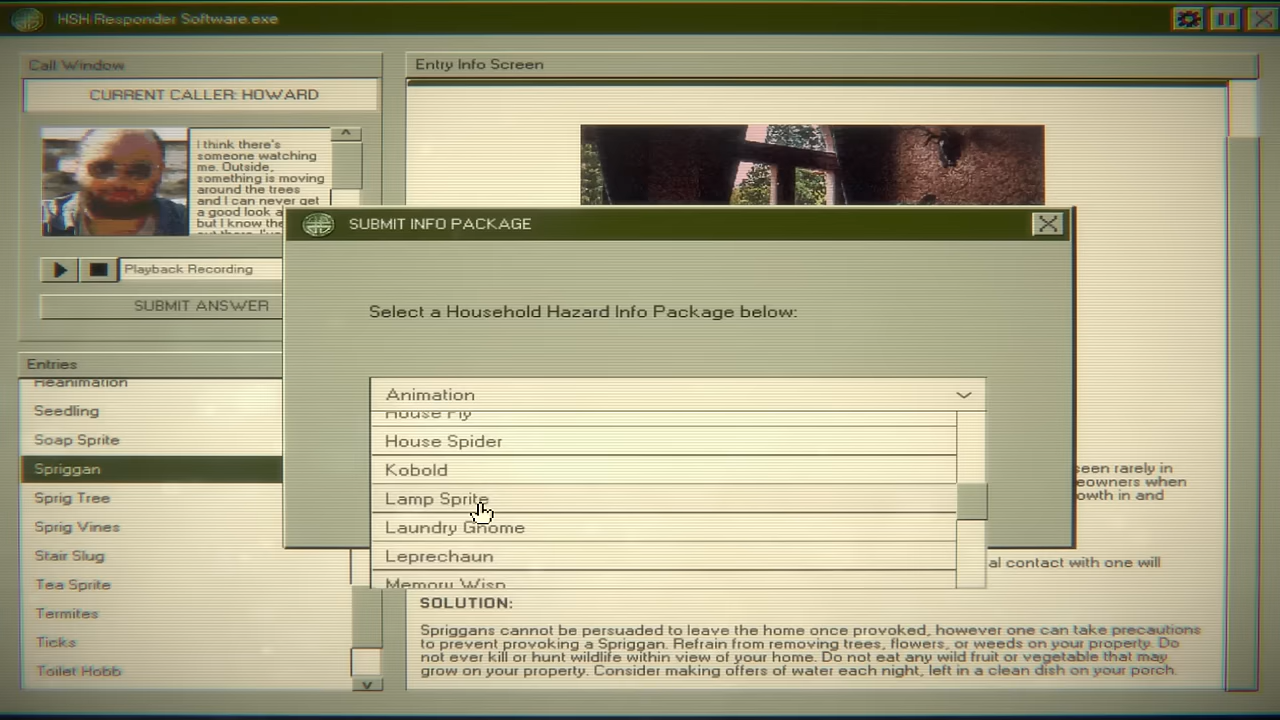 HSH Responder Software.exe
Call Window
CURRENT CALLER: HOWARD
I think there's
someone watching
me. Outside,
something is moving
around the trees
and I can never get
a good look a
but I know the
Playback Recording
SUBMIT ANSWER
Entries
Reanimation
Seedling
Soap Sprite
Spriggan
Sprig Tree
Sprig Vines
Stair Slug
Tea Sprite
Termites
Ticks
Toilet Hobb
Entry Info Screen
SUBMIT INFO PACKAGE
Select a Household Hazard Info Package below:
Animation
House Fly
House Spider
Kobold
Lamp Sprite
Laundry Gnome
Leprechaun
Memory Wisp
seen rarely in
eowners when
owth in and
al contact with one will
SOLUTION:
Spriggans cannot be persuaded to leave the home once provoked, however one can take precautions
to prevent provoking a Spriggan. Refrain from removing trees, flowers, or weeds on your property. Do
not ever kill or hunt wildlife within view of your home. Do not eat any wild fruit or vegetable that may
grow on your property. Consider making offers of water each night, left in a clean dish on your porch.